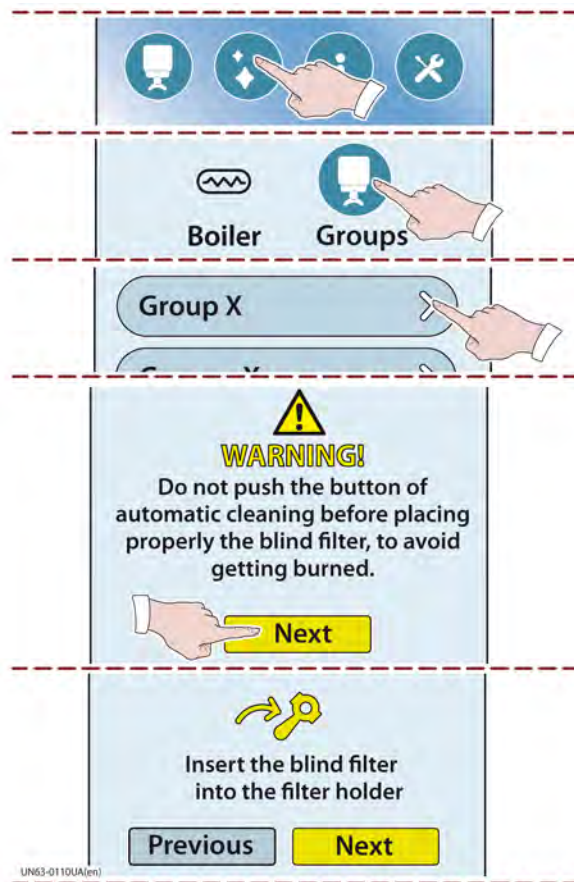 Boiler Groups
Group X
WARNING!
Do not push the button of
automatic cleaning before placing
properly the blind filter, to avoid
getting burned.
Next
Insert the blind filter
into the filter holder
Previous Next
UN63-0110UA(en)